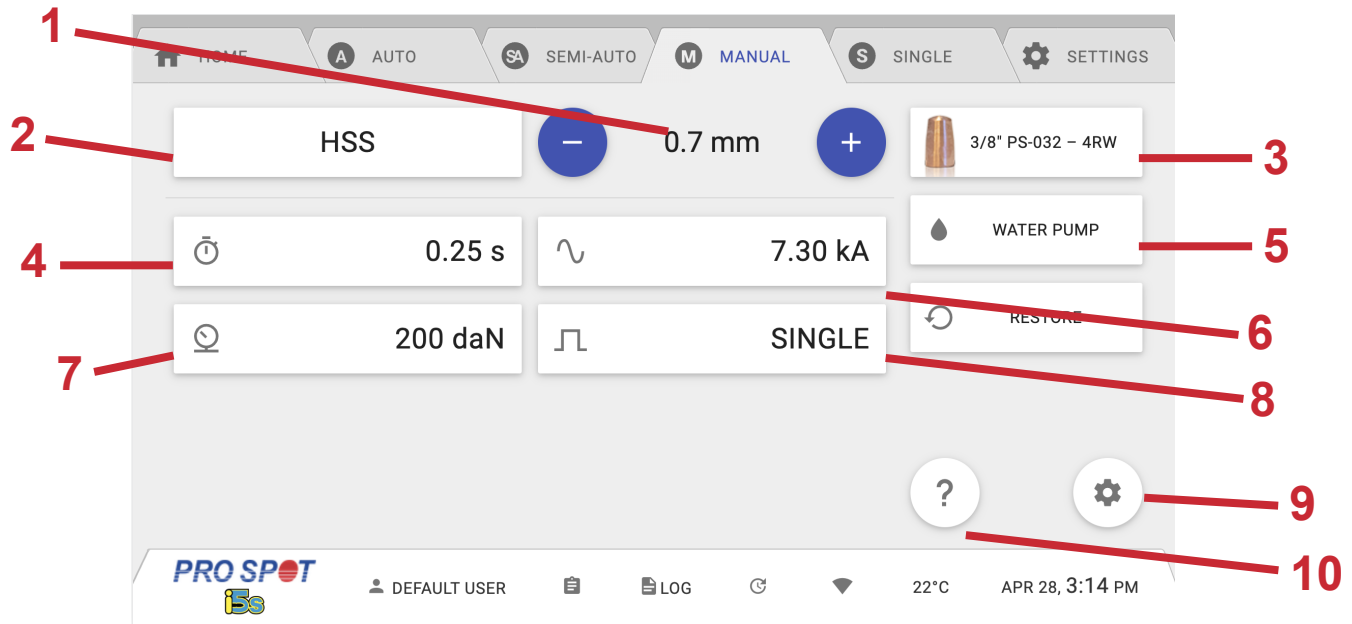 1
HOME
A AUTO
SA SEMI-AUTO
M MANUAL
S SINGLE
SETTINGS
2
HSS
−
0.7 mm
+
3/8" PS-032 – 4RW
3
4
0.25 s
7.30 kA
WATER PUMP
5
7
200 daN
SINGLE
RESTORE
6
8
?
9
10
PRO SPOT
i5s
DEFAULT USER
LOG
22°C
APR 28, 3:14 PM